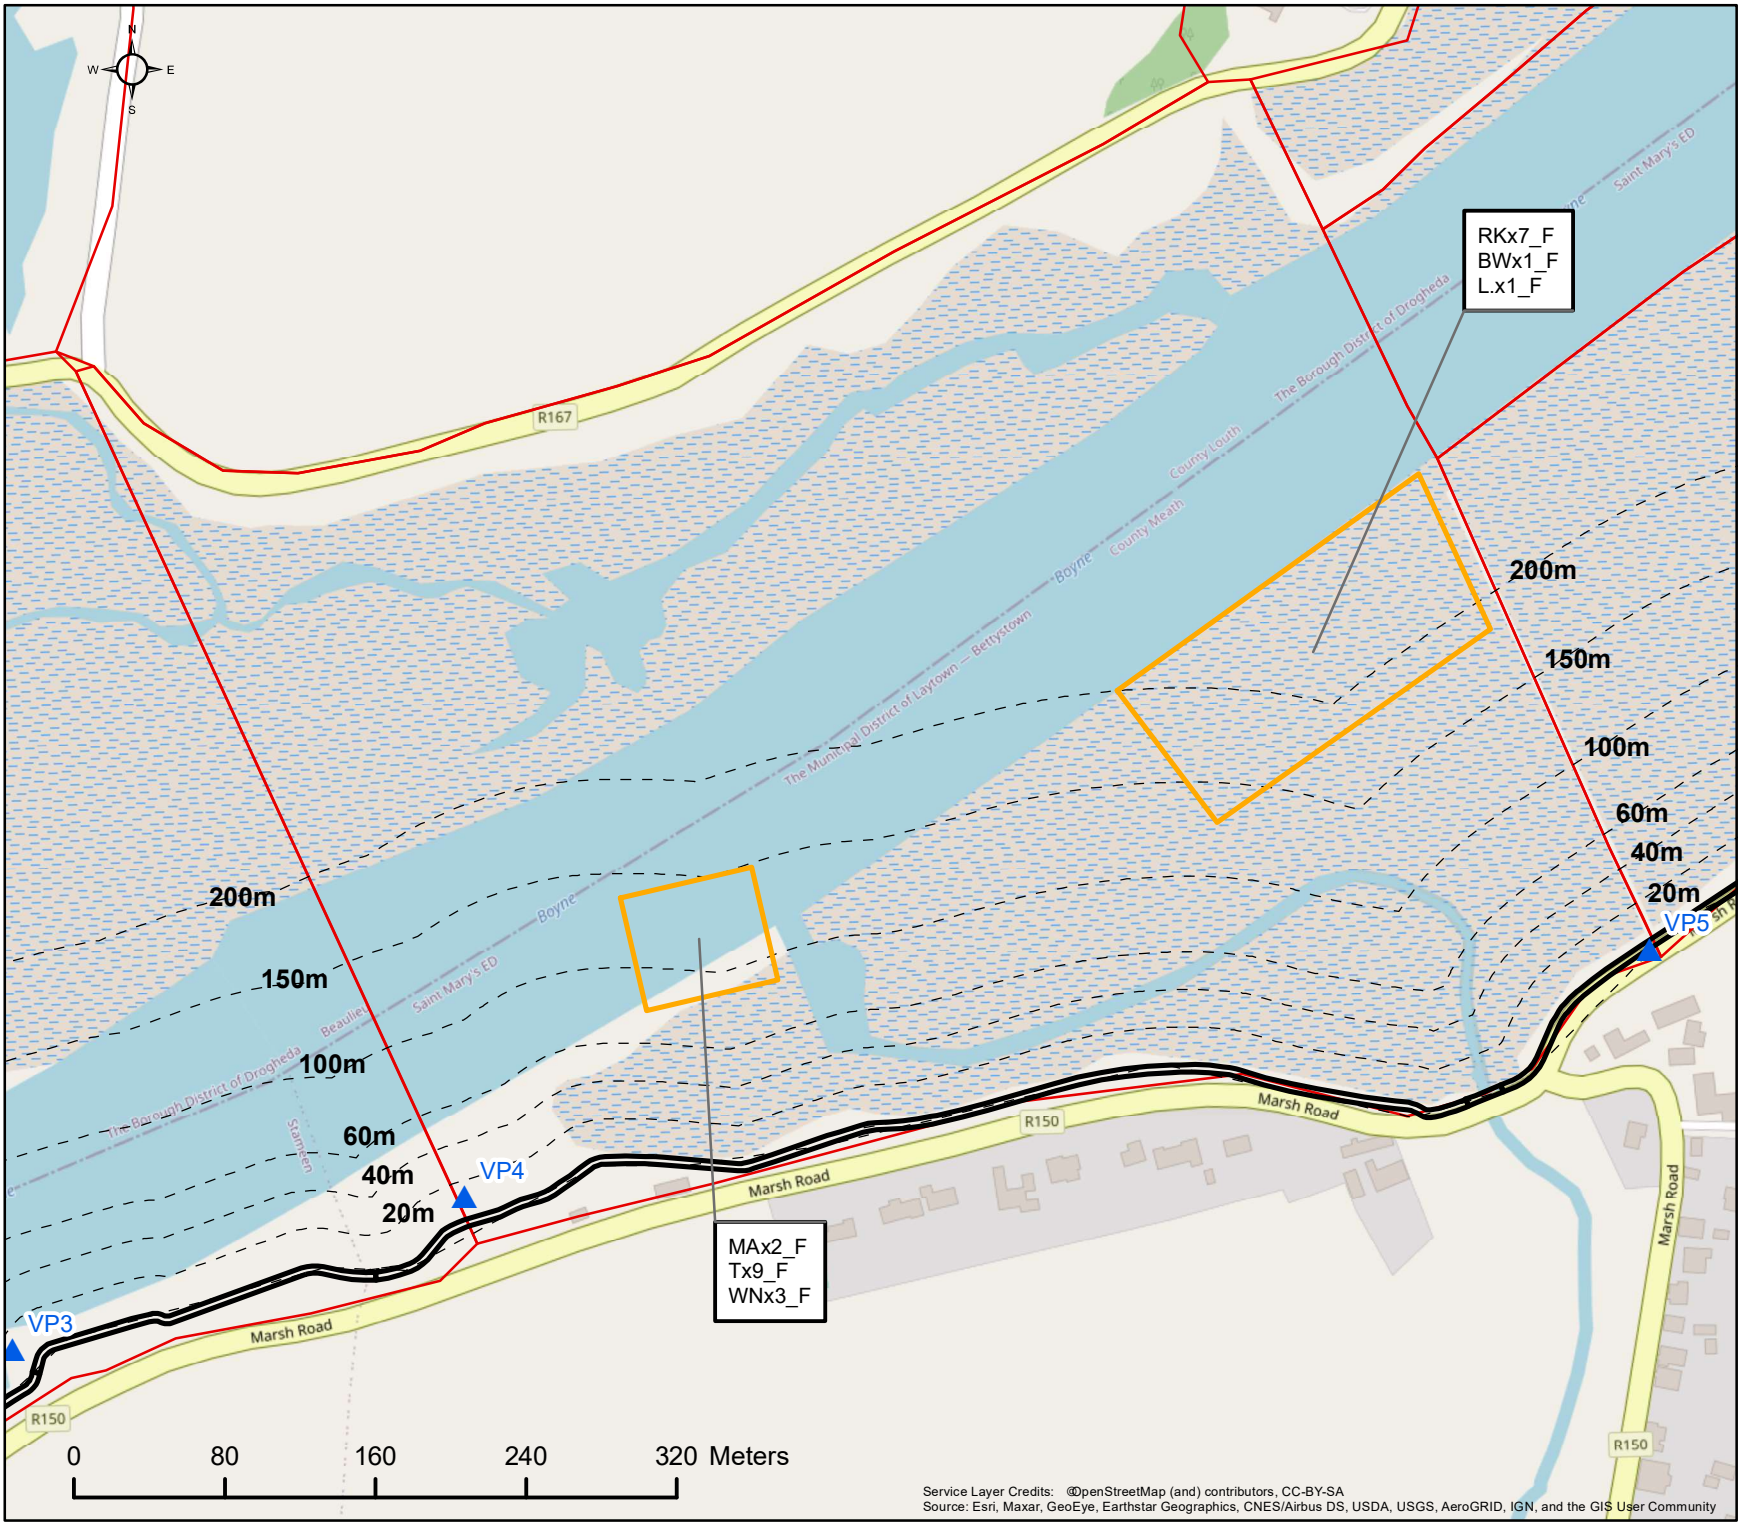 N
W E
S
Saint Mary's ED
RKx7_F
BWx1_F
L.x1_F
The Borough District of Drogheda
R167
County Louth
County Meath
Boyne
200m
The Municipal District of Laytown — Bettystown
150m
100m
60m
40m
20m
VP5
200m
Boyne
150m
Saint Mary's ED
Beaulieu
100m
The Borough District of Drogheda
Stameen
60m
40m
20m
VP4
R150
Marsh Road
Marsh Road
Marsh Road
MAx2_F
Tx9_F
WNx3_F
VP3
Marsh Road
R150
R150
0 80 160 240 320 Meters
Service Layer Credits: ©OpenStreetMap (and) contributors, CC-BY-SA
Source: Esri, Maxar, GeoEye, Earthstar Geographics, CNES/Airbus DS, USDA, USGS, AeroGRID, IGN, and the GIS User Community